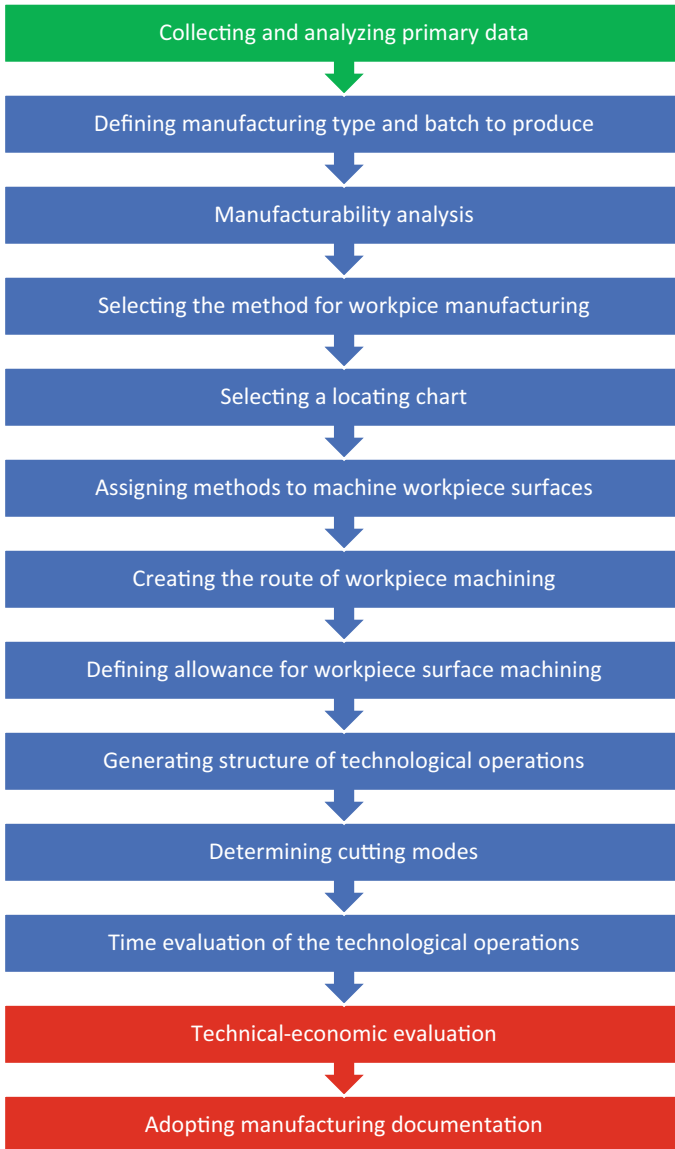 Collecting and analyzing primary data
Defining manufacturing type and batch to produce
Manufacturability analysis
Selecting the method for workpice manufacturing
Selecting a locating chart
Assigning methods to machine workpiece surfaces
Creating the route of workpiece machining
Defining allowance for workpiece surface machining
Generating structure of technological operations
Determining cutting modes
Time evaluation of the technological operations
Technical-economic evaluation
Adopting manufacturing documentation